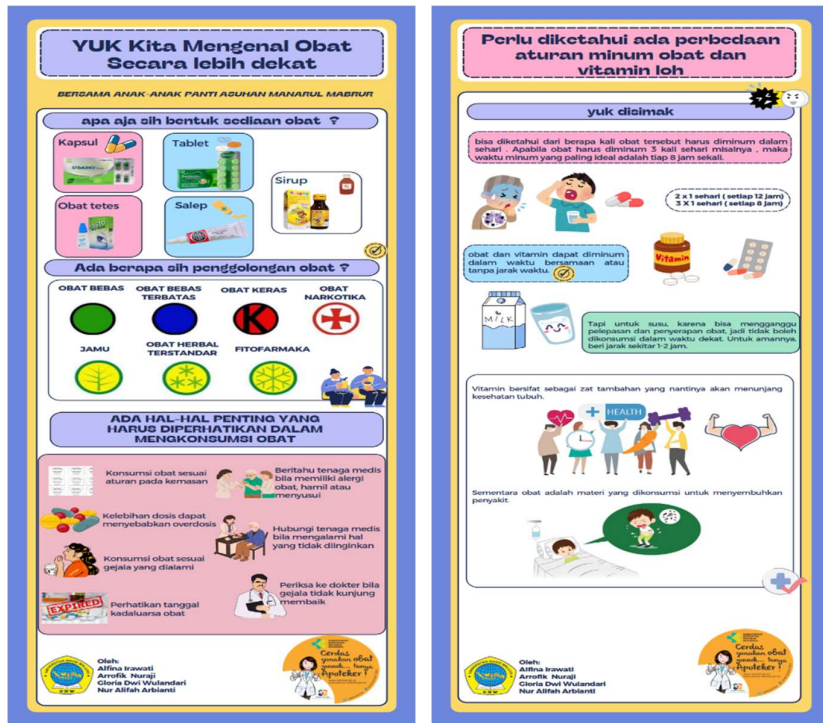 YUK Kita Mengenal Obat
Secara lebih dekat
BERSAMA ANAK-ANAK PANTI ASUHAN MANARUL MABRUR
apa aja sih bentuk sediaan obat ?
Kapsul
Tablet
Sirup
Obat tetes
Salep
Ada berapa sih penggolongan obat ?
OBAT BEBAS
OBAT BEBAS
TERBATAS
OBAT KERAS
OBAT
NARKOTIKA
K
JAMU
OBAT HERBAL
TERSTANDAR
FITOFARMAKA
ADA HAL-HAL PENTING YANG
HARUS DIPERHATIKAN DALAM
MENGKONSUMSI OBAT
Konsumsi obat sesuai
aturan pada kemasan
Beritahu tenaga medis
bila memiliki alergi
obat, hamil atau
menyusui
Kelebihan dosis dapat
menyebabkan overdosis
Hubungi tenaga medis
bila mengalami hal
yang tidak diinginkan
Konsumsi obat sesuai
gejala yang dialami
EXPIRED
Perhatikan tanggal
kadaluarsa obat
Periksa ke dokter bila
gejala tidak kunjung
membaik
Oleh:
Alfina Irawati
Arrofik Nuraji
Gloria Dwi Wulandari
Nur Alifah Arbianti
Cerdas
gunakan obat
tanya
Apoteker !
Perlu diketahui ada perbedaan
aturan minum obat dan
vitamin loh
yuk disimak
bisa diketahui dari berapa kali obat tersebut harus diminum dalam
sehari . Apabila obat harus diminum 3 kali sehari misalnya , maka
waktu minum yang paling ideal adalah tiap 8 jam sekali.
2 x 1 sehari ( setiap 12 jam)
3 X 1 sehari ( setiap 8 jam)
obat dan vitamin dapat diminum
dalam waktu bersamaan atau
tanpa jarak waktu.
Vitamin
MILK
Tapi untuk susu, karena bisa mengganggu
pelepasan dan penyerapan obat, jadi tidak boleh
dikonsumsi dalam waktu dekat. Untuk amannya,
beri jarak sekitar 1-2 jam.
Vitamin bersifat sebagai zat tambahan yang nantinya akan menunjang
kesehatan tubuh.
HEALTH
Sementara obat adalah materi yang dikonsumsi untuk menyembuhkan
penyakit
Oleh:
Alfina Irawati
Arrofik Nuraji
Gloria Dwi Wulandari
Nur Alifah Arbianti
Cerdas
gunakan obat
tanya
Apoteker !